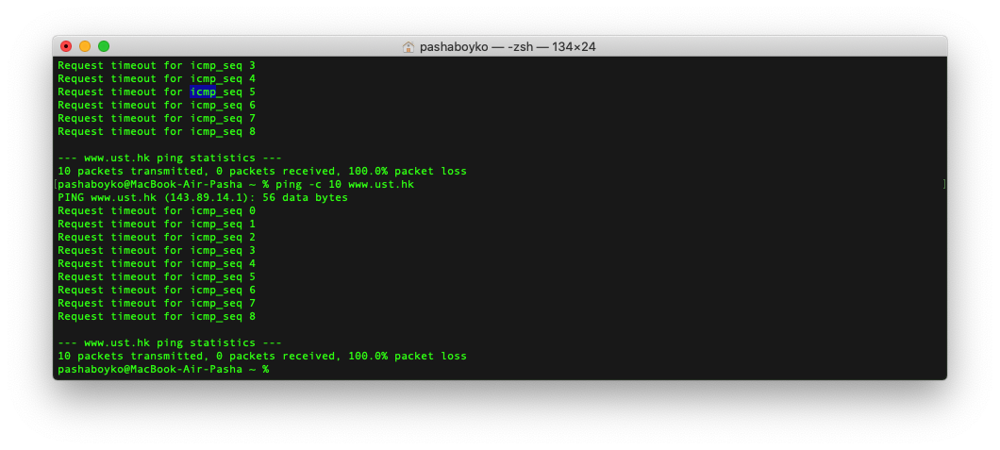 pashaboyko — -zsh — 134×24
Request timeout for icmp_seq 3
Request timeout for icmp_seq 4
Request timeout for icmp_seq 5
Request timeout for icmp_seq 6
Request timeout for icmp_seq 7
Request timeout for icmp_seq 8
--- www.ust.hk ping statistics ---
10 packets transmitted, 0 packets received, 100.0% packet loss
[pashaboyko@MacBook-Air-Pasha ~ % ping -c 10 www.ust.hk ]
PING www.ust.hk (143.89.14.1): 56 data bytes
Request timeout for icmp_seq 0
Request timeout for icmp_seq 1
Request timeout for icmp_seq 2
Request timeout for icmp_seq 3
Request timeout for icmp_seq 4
Request timeout for icmp_seq 5
Request timeout for icmp_seq 6
Request timeout for icmp_seq 7
Request timeout for icmp_seq 8
--- www.ust.hk ping statistics ---
10 packets transmitted, 0 packets received, 100.0% packet loss
pashaboyko@MacBook-Air-Pasha ~ %